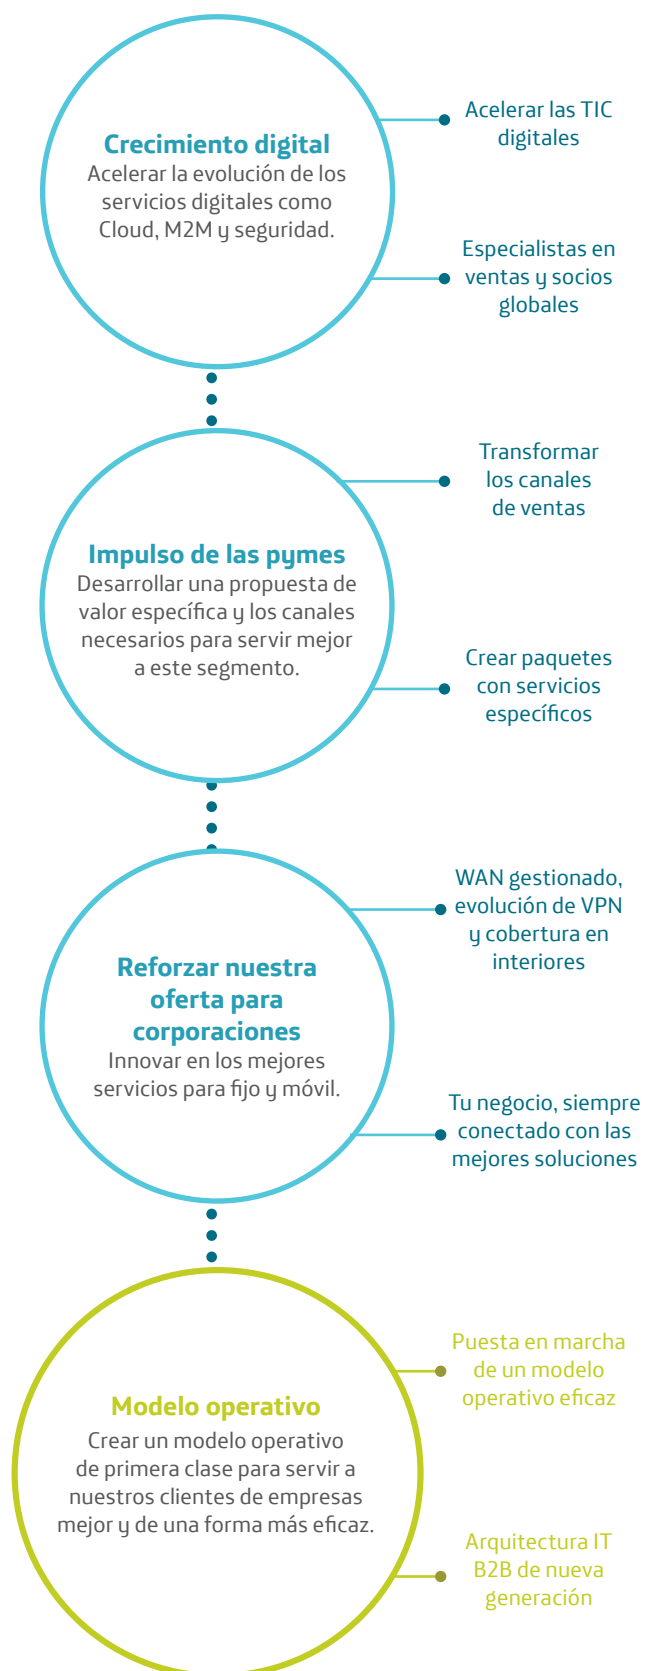 Crecimiento digital
Acelerar la evolución de los
servicios digitales como
Cloud, M2M y seguridad.
Acelerar las TIC
digitales
Especialistas en
ventas y socios
globales
Impulso de las pymes
Desarrollar una propuesta de
valor específica y los canales
necesarios para servir mejor
a este segmento.
Transformar
los canales
de ventas
Crear paquetes
con servicios
específicos
Reforzar nuestra
oferta para
corporaciones
Innovar en los mejores
servicios para fijo y móvil.
WAN gestionado,
evolución de VPN
y cobertura en
interiores
Tu negocio, siempre
conectado con las
mejores soluciones
Modelo operativo
Crear un modelo operativo
de primera clase para servir a
nuestros clientes de empresas
mejor y de una forma más eficaz.
Puesta en marcha
de un modelo
operativo eficaz
Arquitectura IT
B2B de nueva
generación